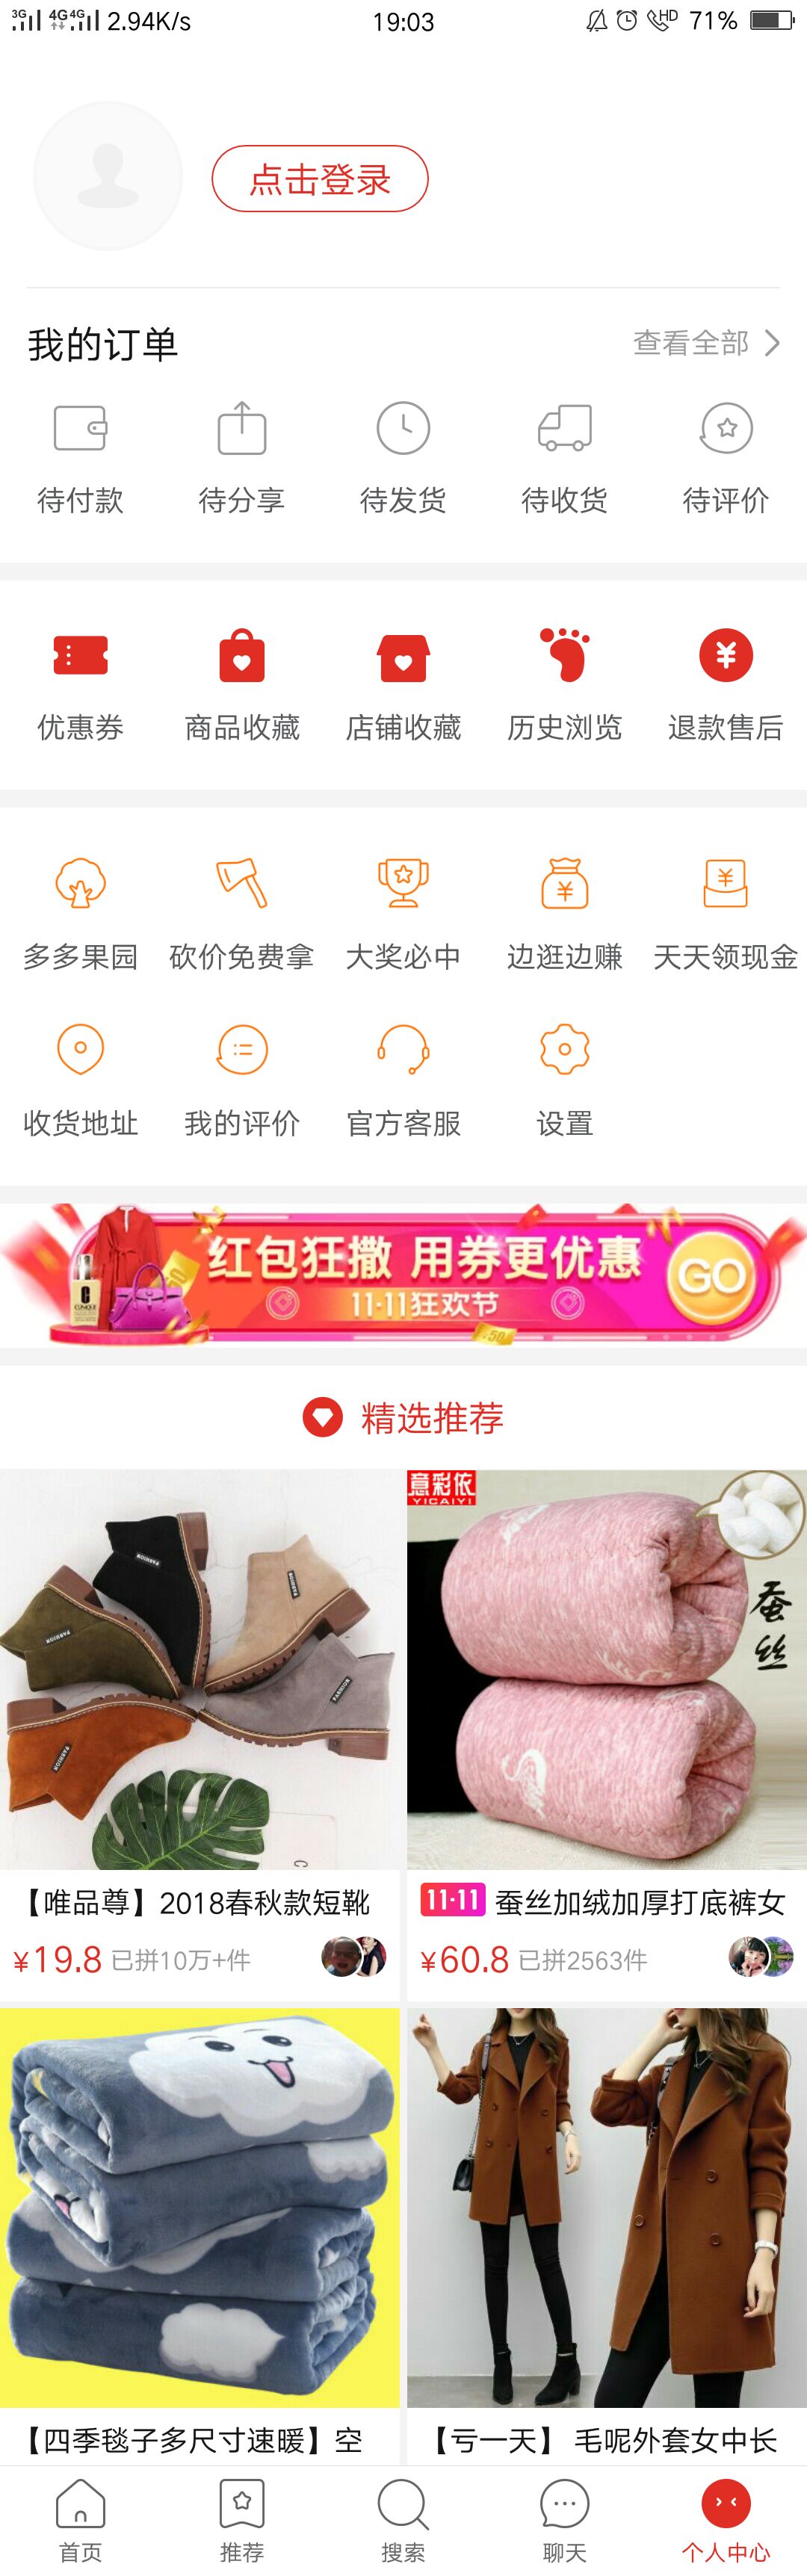 3G 4G 4G 2.94K/s 19:03 HD 71%
点击登录
我的订单 查看全部
待付款 待分享 待发货 待收货 待评价
优惠券 商品收藏 店铺收藏 历史浏览 退款售后
多多果园 砍价免费拿 大奖必中 边逛边赚 天天领现金
收货地址 我的评价 官方客服 设置
红包狂撒 用券更优惠
GO
CLINIQUE
11·11狂欢节
50
精选推荐
FASHION
FASHION
FASHION
FASHION
FASHION
意彩依
YICAIYI
蚕丝
【唯品尊】2018春秋款短靴
¥19.8 已拼10万+件
11·11 蚕丝加绒加厚打底裤女
¥60.8 已拼2563件
【四季毯子多尺寸速暖】空
【亏一天】 毛呢外套女中长
首页 推荐 搜索 聊天 个人中心